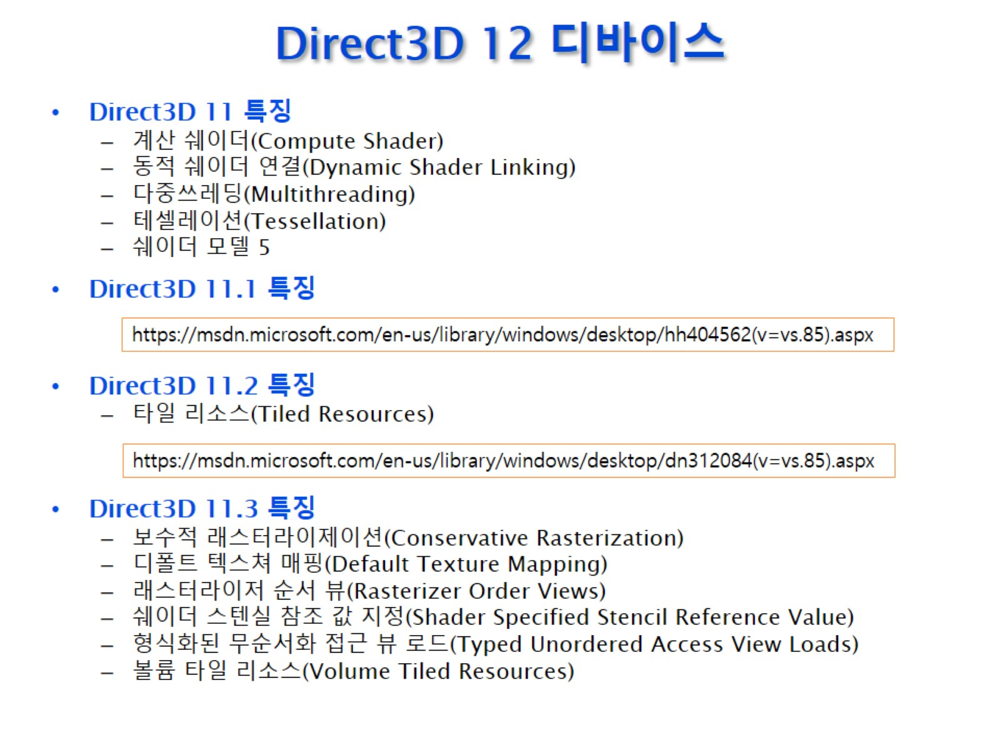 Direct3D 12 디바이스
• Direct3D 11 특징
– 계산 쉐이더(Compute Shader)
– 동적 쉐이더 연결(Dynamic Shader Linking)
– 다중쓰레딩(Multithreading)
– 테셀레이션(Tessellation)
– 쉐이더 모델 5
• Direct3D 11.1 특징
https://msdn.microsoft.com/en-us/library/windows/desktop/hh404562(v=vs.85).aspx
• Direct3D 11.2 특징
– 타일 리소스(Tiled Resources)
https://msdn.microsoft.com/en-us/library/windows/desktop/dn312084(v=vs.85).aspx
• Direct3D 11.3 특징
– 보수적 래스터라이제이션(Conservative Rasterization)
– 디폴트 텍스쳐 매핑(Default Texture Mapping)
– 래스터라이저 순서 뷰(Rasterizer Order Views)
– 쉐이더 스텐실 참조 값 지정(Shader Specified Stencil Reference Value)
– 형식화된 무순서화 접근 뷰 로드(Typed Unordered Access View Loads)
– 볼륨 타일 리소스(Volume Tiled Resources)